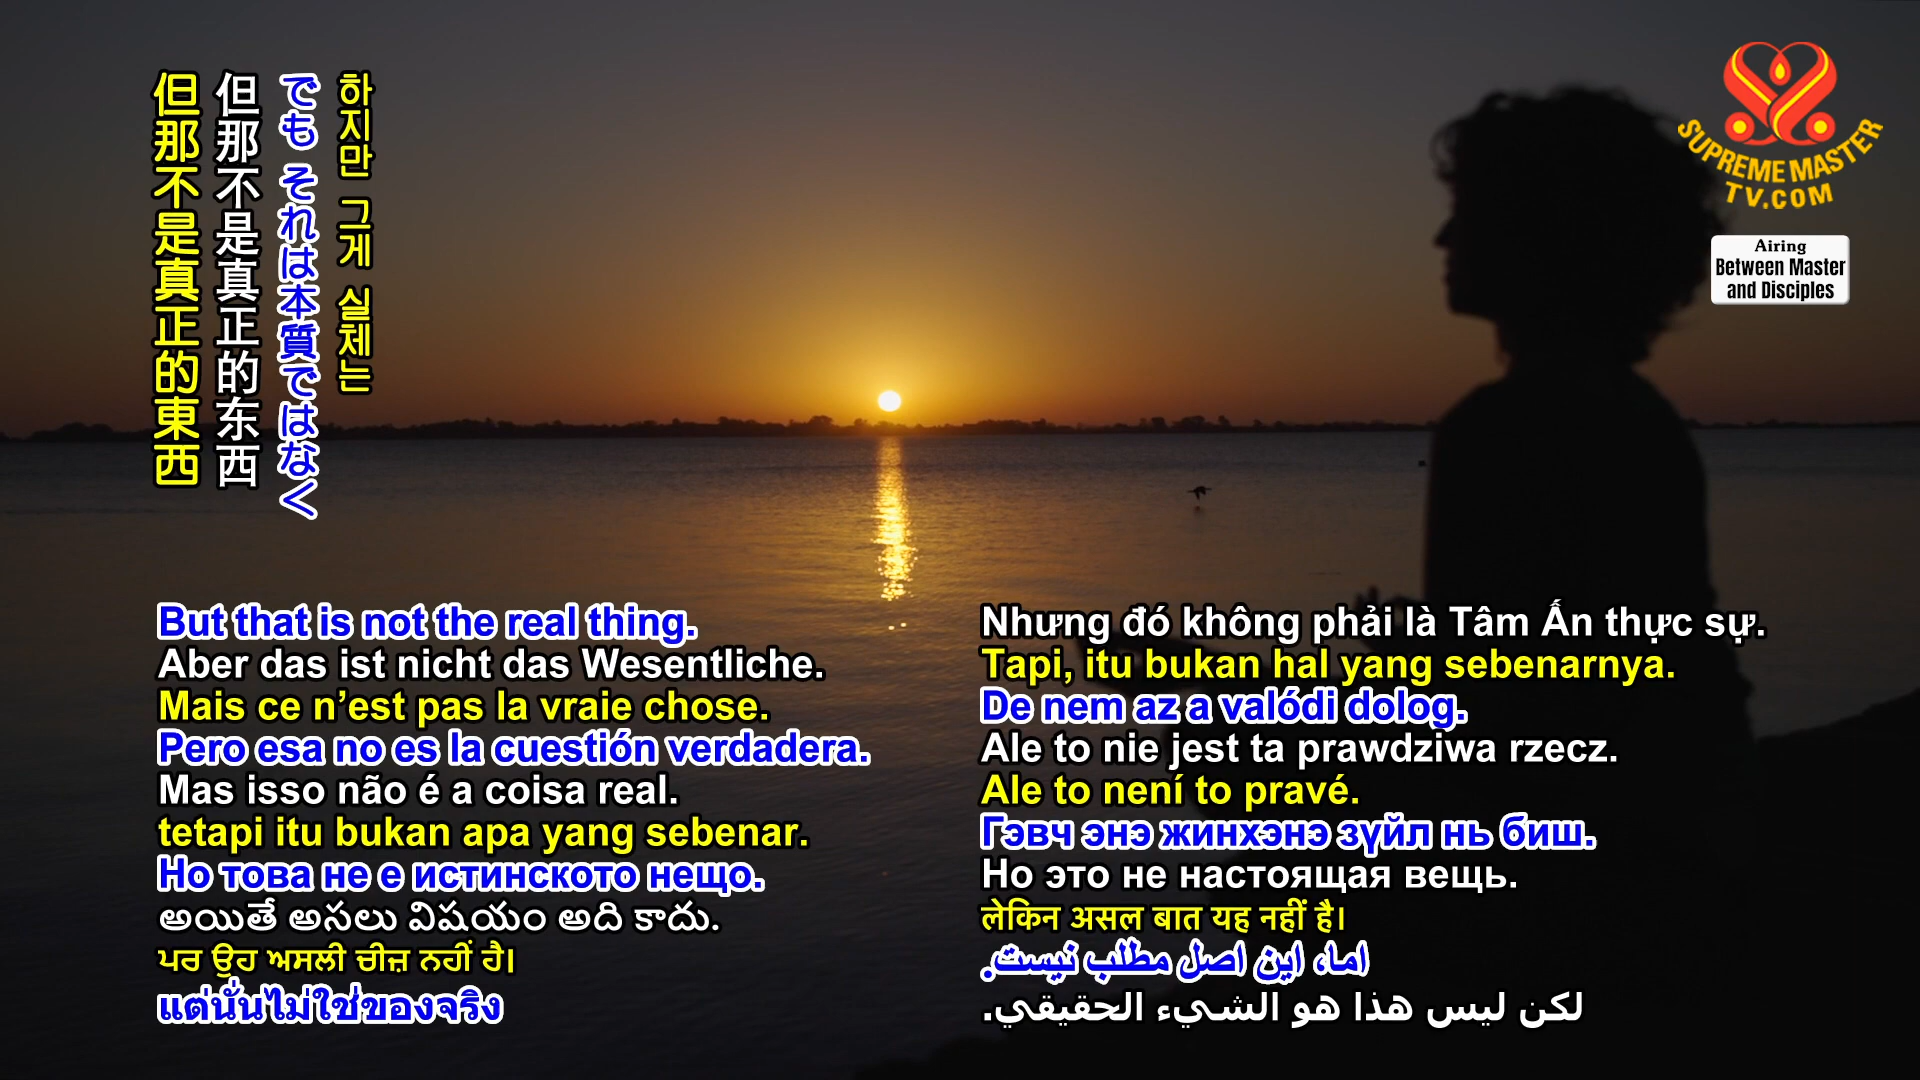 但那不是真正的東西
但那不是真正的东西
でも それは本質ではなく
하지만 그게 실체는
SUPREME MASTER
TV.COM
Airing
Between Master
and Disciples
But that is not the real thing.
Aber das ist nicht das Wesentliche.
Mais ce n’est pas la vraie chose.
Pero esa no es la cuestión verdadera.
Mas isso não é a coisa real.
tetapi itu bukan apa yang sebenar.
Но това не е истинското нещо.
అయితే అసలు విషయం అది కాదు.
ਪਰ ਉਹ ਅਸਲੀ ਚੀਜ਼ ਨਹੀਂ ਹੈ।
แต่นั่นไม่ใช่ของจริง
Nhưng đó không phải là Tâm Ấn thực sự.
Tapi, itu bukan hal yang sebenarnya.
De nem az a valódi dolog.
Ale to nie jest ta prawdziwa rzecz.
Ale to není to pravé.
Гэвч энэ жинхэнэ зүйл нь биш.
Но это не настоящая вещь.
लेकिन असल बात यह नहीं है।
اما، این اصل مطلب نیست.
لكن ليس هذا هو الشيء الحقيقي.